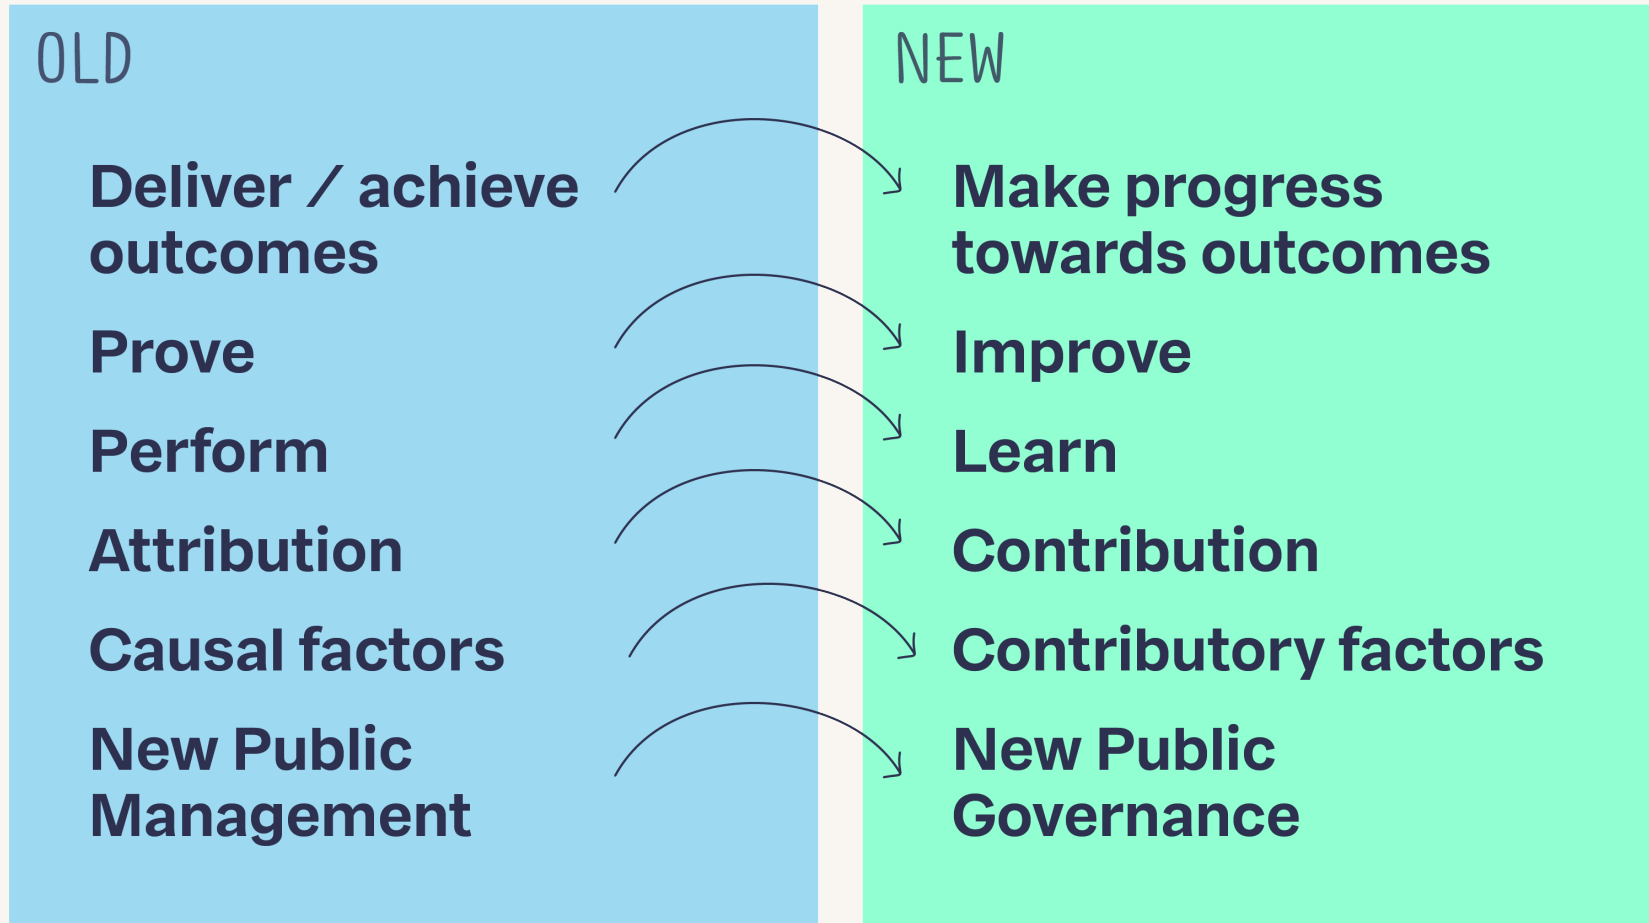 OLD
Deliver / achieve
outcomes
Prove
Perform
Attribution
Causal factors
New Public
Management
NEW
Make progress
towards outcomes
Improve
Learn
Contribution
Contributory factors
New Public
Governance